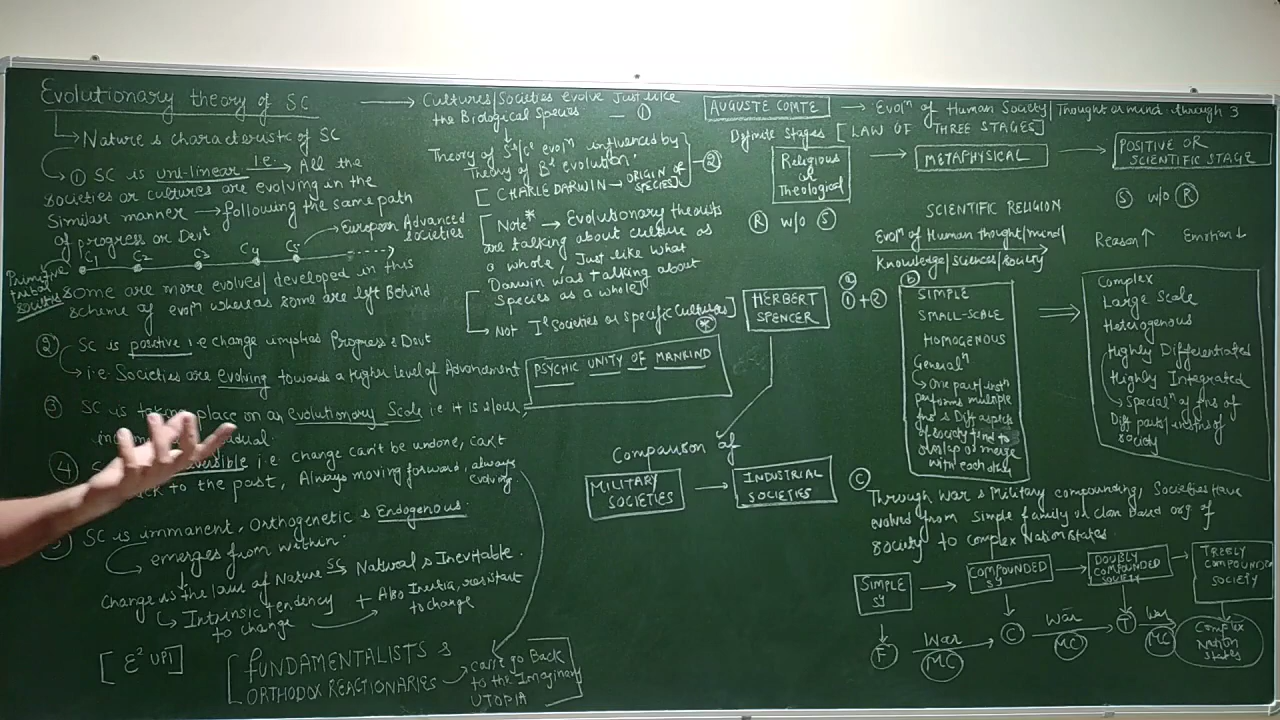 Evolutionary theory of SC
Nature & characteristic of SC
① SC is uni-linear i.e. All the
societies or cultures are evolving in the
Similar manner → following the same path
of progress or Devt
European Advanced
societies
C1 C2 C3 C4 C5
Primitive
tribal
societies
some are more evolved/developed in this
scheme of evoln whereas some are left Behind
② SC is positive i.e change implies Progress & Devt
i.e. Societies are evolving towards a Higher level of Advancement
③ SC is taking place on an evolutionary Scale i.e it is slow,
④ i.e. change can't be undone, can't
to the past, Always moving forward, always
evolving
SC is immanent, Orthogenetic & Endogenous.
emerges from within.
Change is the law of Nature SC → Natural & Inevitable.
Intrinsic tendency
to change
+ Also Inertia, resistant
to change
[E² UPI]
FUNDAMENTALISTS &
ORTHODOX REACTIONARIES
can't go Back
to the Imaginary
UTOPIA
→ Cultures/Societies evolve Just like
the Biological Species — ①
Theory of evoln influenced by
Theory of Bl evolution.
[CHARLE DARWIN → ORIGIN OF
SPECIES]
②
[Note* → Evolutionary theorists
are talking about culture as
a whole, Just like what
Darwin was talking about
Species as a whole]
Not Il Societies or specific Cultures]
PSYCHIC UNITY OF MANKIND
AUGUSTE COMTE → Evoln of Human Society/Thought or mind through 3
Definite Stages [LAW OF THREE STAGES]
Religious
or
Theological
→ METAPHYSICAL →
POSITIVE OR
SCIENTIFIC STAGE
R w/o S
SCIENTIFIC RELIGION
S w/o R
Evoln of Human thought/mind/
Knowledge/Sciences/Society
Reason↑ Emotion↓
HERBERT
SPENCER
ⓐ
①+②
ⓑ
SIMPLE
SMALL-SCALE
HOMOGENOUS
Generaln
One part/instn
performs multiple
fns & Diff aspects
of society tend to
overlap or merge
with each other
Complex
Large Scale
Heterogenous
Highly Differentiated
Highly Integrated
Specialn of fns of
Diff parts/instns of
society
Comparison of
MILITARY
SOCIETIES
→ INDUSTRIAL
SOCIETIES
ⓒ
Through War & Military compounding, Societies have
evolved from Simple family or Clan based org of
society to complex Nation states.
SIMPLE
Sy
→ COMPOUNDED
Sy
→ DOUBLY
COMPOUNDED
SOCIETY
→ TREBLY
COMPOUNDED
SOCIETY
F War MC C War MC T War MC
Complex
Nation
States